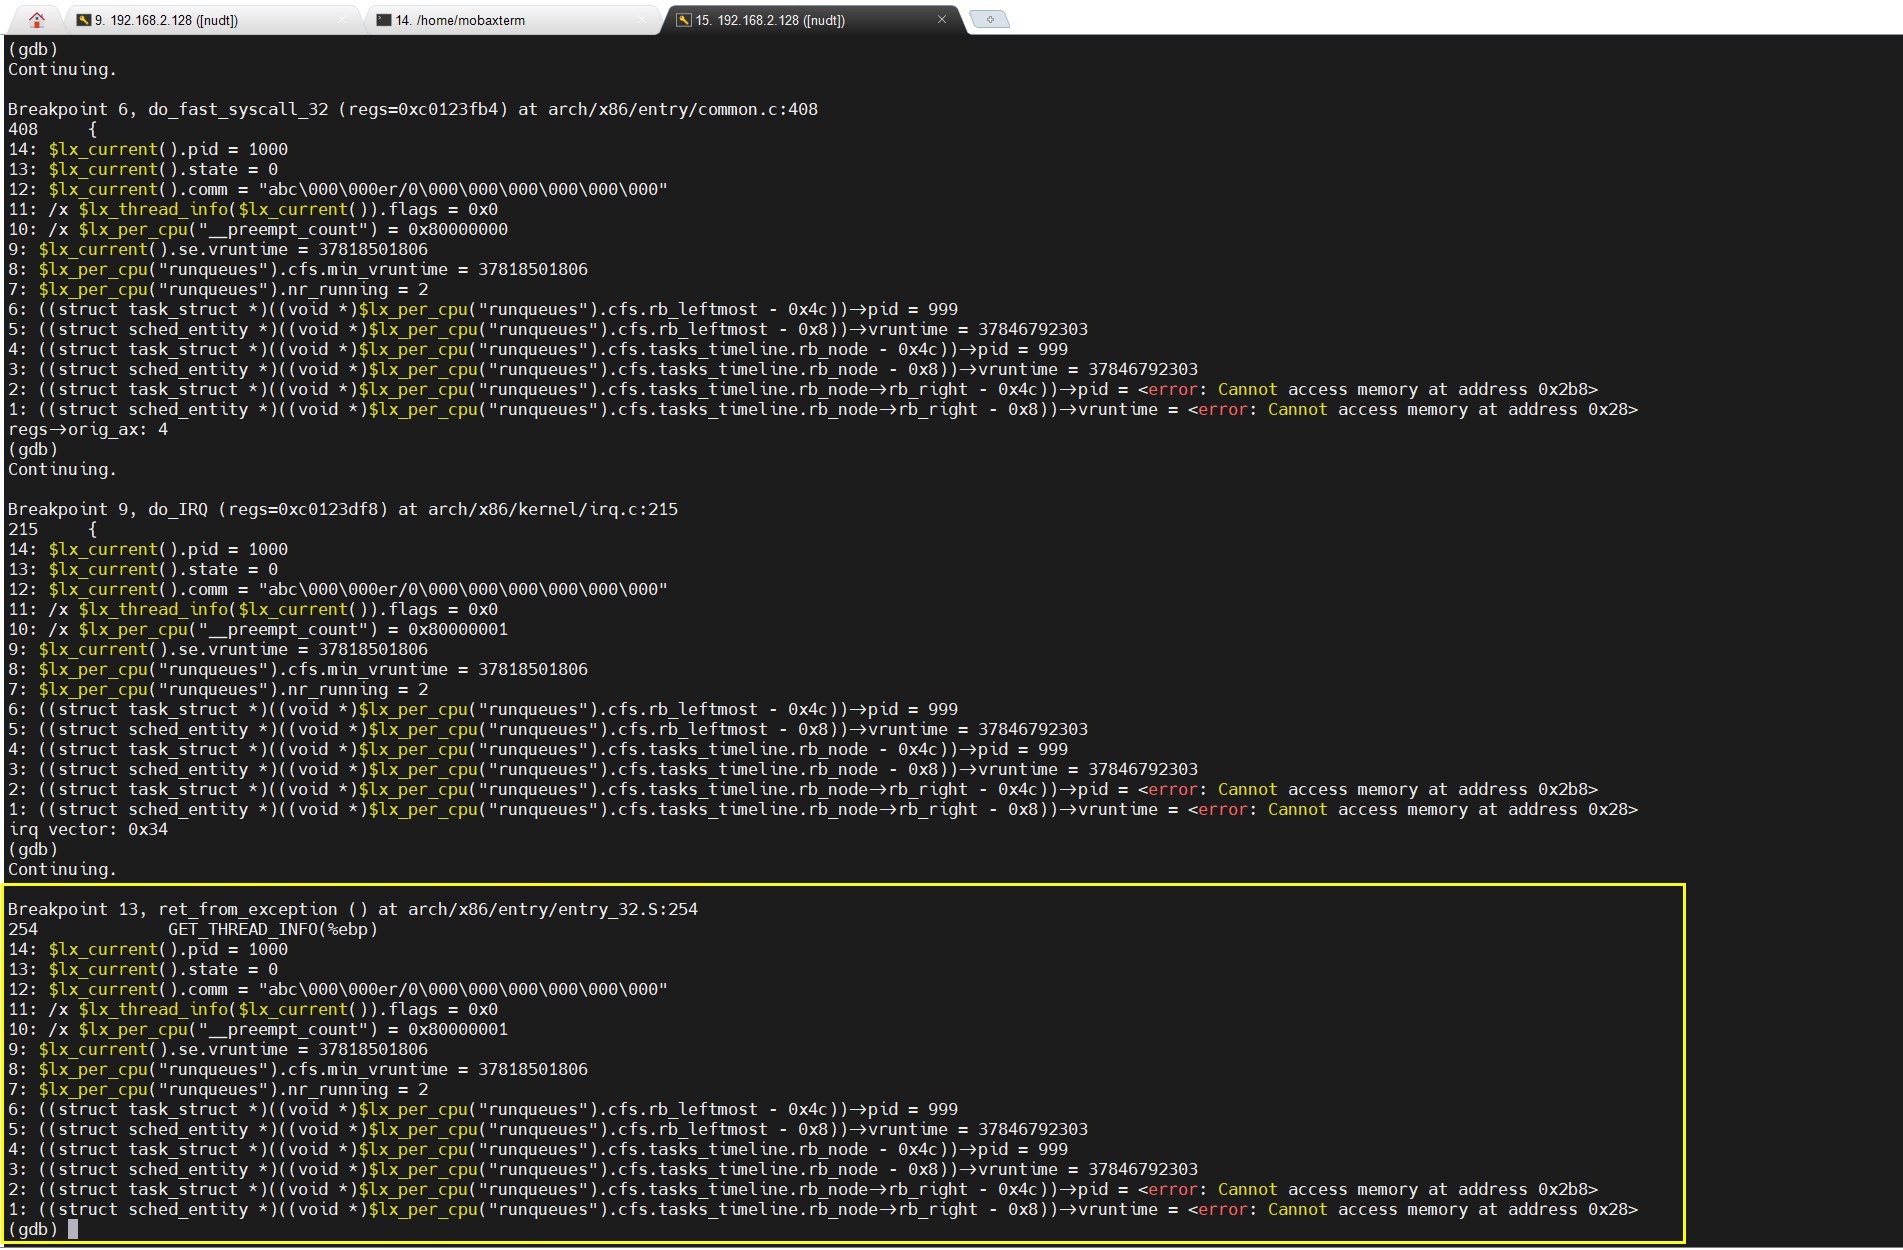 9. 192.168.2.128 ([nudt])
14. /home/mobaxterm
15. 192.168.2.128 ([nudt])
(gdb)
Continuing.
Breakpoint 6, do_fast_syscall_32 (regs=0xc0123fb4) at arch/x86/entry/common.c:408
408     {
14: $lx_current().pid = 1000
13: $lx_current().state = 0
12: $lx_current().comm = "abc\000\000er/0\000\000\000\000\000\000"
11: /x $lx_thread_info($lx_current()).flags = 0x0
10: /x $lx_per_cpu("__preempt_count") = 0x80000000
9: $lx_current().se.vruntime = 37818501806
8: $lx_per_cpu("runqueues").cfs.min_vruntime = 37818501806
7: $lx_per_cpu("runqueues").nr_running = 2
6: ((struct task_struct *)((void *)$lx_per_cpu("runqueues").cfs.rb_leftmost - 0x4c))->pid = 999
5: ((struct sched_entity *)((void *)$lx_per_cpu("runqueues").cfs.rb_leftmost - 0x8))->vruntime = 37846792303
4: ((struct task_struct *)((void *)$lx_per_cpu("runqueues").cfs.tasks_timeline.rb_node - 0x4c))->pid = 999
3: ((struct sched_entity *)((void *)$lx_per_cpu("runqueues").cfs.tasks_timeline.rb_node - 0x8))->vruntime = 37846792303
2: ((struct task_struct *)((void *)$lx_per_cpu("runqueues").cfs.tasks_timeline.rb_node->rb_right - 0x4c))->pid = <error: Cannot access memory at address 0x2b8>
1: ((struct sched_entity *)((void *)$lx_per_cpu("runqueues").cfs.tasks_timeline.rb_node->rb_right - 0x8))->vruntime = <error: Cannot access memory at address 0x28>
regs->orig_ax: 4
(gdb)
Continuing.
Breakpoint 9, do_IRQ (regs=0xc0123df8) at arch/x86/kernel/irq.c:215
215     {
14: $lx_current().pid = 1000
13: $lx_current().state = 0
12: $lx_current().comm = "abc\000\000er/0\000\000\000\000\000\000"
11: /x $lx_thread_info($lx_current()).flags = 0x0
10: /x $lx_per_cpu("__preempt_count") = 0x80000001
9: $lx_current().se.vruntime = 37818501806
8: $lx_per_cpu("runqueues").cfs.min_vruntime = 37818501806
7: $lx_per_cpu("runqueues").nr_running = 2
6: ((struct task_struct *)((void *)$lx_per_cpu("runqueues").cfs.rb_leftmost - 0x4c))->pid = 999
5: ((struct sched_entity *)((void *)$lx_per_cpu("runqueues").cfs.rb_leftmost - 0x8))->vruntime = 37846792303
4: ((struct task_struct *)((void *)$lx_per_cpu("runqueues").cfs.tasks_timeline.rb_node - 0x4c))->pid = 999
3: ((struct sched_entity *)((void *)$lx_per_cpu("runqueues").cfs.tasks_timeline.rb_node - 0x8))->vruntime = 37846792303
2: ((struct task_struct *)((void *)$lx_per_cpu("runqueues").cfs.tasks_timeline.rb_node->rb_right - 0x4c))->pid = <error: Cannot access memory at address 0x2b8>
1: ((struct sched_entity *)((void *)$lx_per_cpu("runqueues").cfs.tasks_timeline.rb_node->rb_right - 0x8))->vruntime = <error: Cannot access memory at address 0x28>
irq vector: 0x34
(gdb)
Continuing.
Breakpoint 13, ret_from_exception () at arch/x86/entry/entry_32.S:254
254             GET_THREAD_INFO(%ebp)
14: $lx_current().pid = 1000
13: $lx_current().state = 0
12: $lx_current().comm = "abc\000\000er/0\000\000\000\000\000\000"
11: /x $lx_thread_info($lx_current()).flags = 0x0
10: /x $lx_per_cpu("__preempt_count") = 0x80000001
9: $lx_current().se.vruntime = 37818501806
8: $lx_per_cpu("runqueues").cfs.min_vruntime = 37818501806
7: $lx_per_cpu("runqueues").nr_running = 2
6: ((struct task_struct *)((void *)$lx_per_cpu("runqueues").cfs.rb_leftmost - 0x4c))->pid = 999
5: ((struct sched_entity *)((void *)$lx_per_cpu("runqueues").cfs.rb_leftmost - 0x8))->vruntime = 37846792303
4: ((struct task_struct *)((void *)$lx_per_cpu("runqueues").cfs.tasks_timeline.rb_node - 0x4c))->pid = 999
3: ((struct sched_entity *)((void *)$lx_per_cpu("runqueues").cfs.tasks_timeline.rb_node - 0x8))->vruntime = 37846792303
2: ((struct task_struct *)((void *)$lx_per_cpu("runqueues").cfs.tasks_timeline.rb_node->rb_right - 0x4c))->pid = <error: Cannot access memory at address 0x2b8>
1: ((struct sched_entity *)((void *)$lx_per_cpu("runqueues").cfs.tasks_timeline.rb_node->rb_right - 0x8))->vruntime = <error: Cannot access memory at address 0x28>
(gdb)